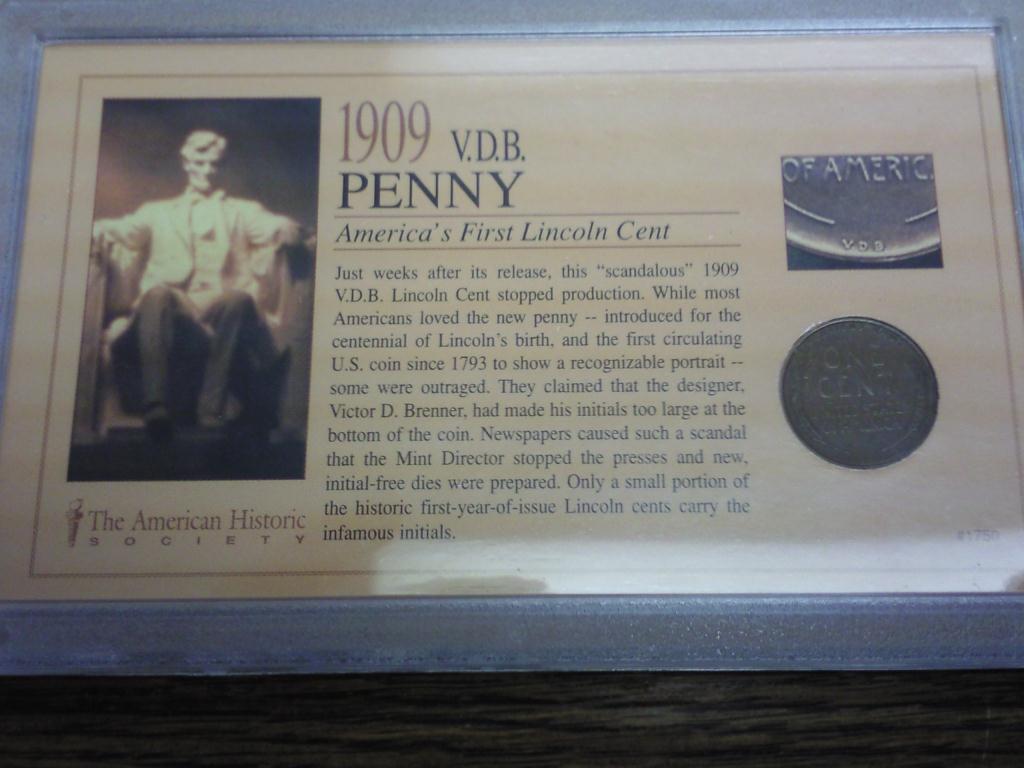 1909 V.D.B.
PENNY
America's First Lincoln Cent
Just weeks after its release, this "scandalous" 1909
V.D.B. Lincoln Cent stopped production. While most
Americans loved the new penny -- introduced for the
centennial of Lincoln's birth, and the first circulating
U.S. coin since 1793 to show a recognizable portrait --
some were outraged. They claimed that the designer,
Victor D. Brenner, had made his initials too large at the
bottom of the coin. Newspapers caused such a scandal
that the Mint Director stopped the presses and new,
initial-free dies were prepared. Only a small portion of
the historic first-year-of-issue Lincoln cents carry the
infamous initials.
The American Historic
SOCIETY
OF AMERIC
VDB
ONE
CENT
#1750